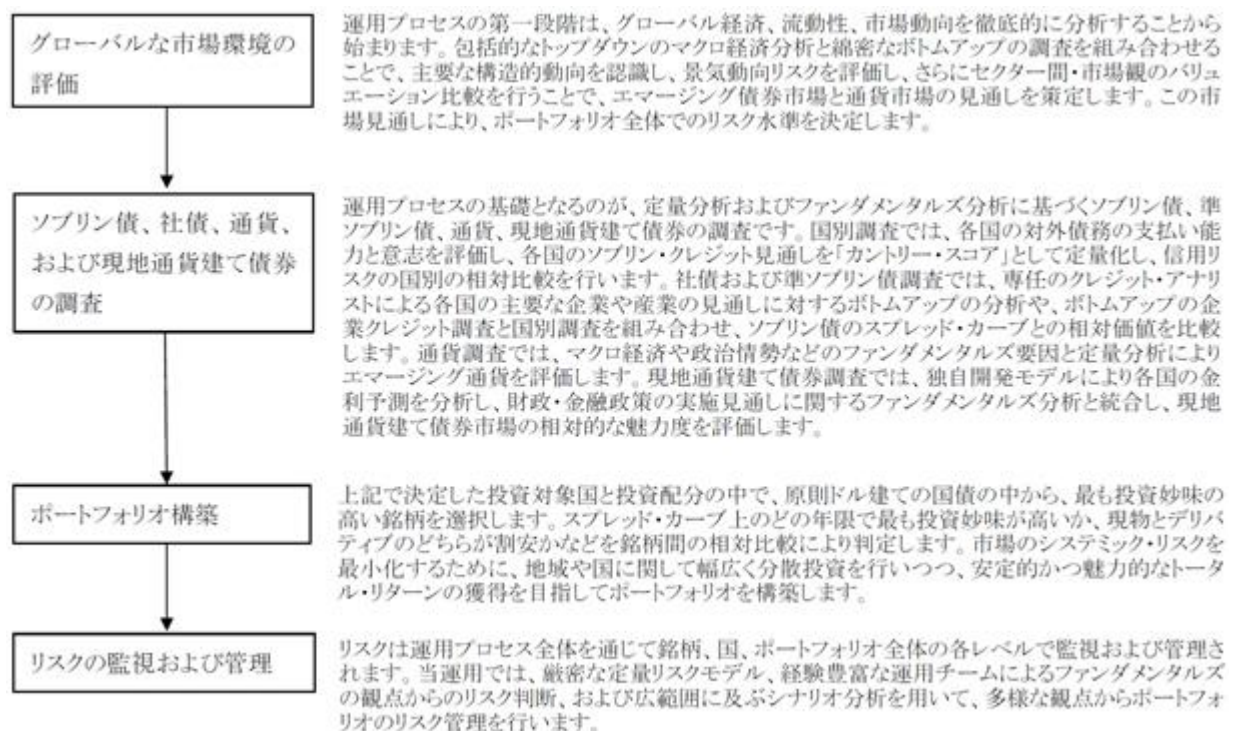 グローバルな市場環境の
評価
運用プロセスの第一段階は、グローバル経済、流動性、市場動向を徹底的に分析することから
始まります。包括的なトップダウンのマクロ経済分析と綿密なボトムアップの調査を組み合わせる
ことで、主要な構造的動向を認識し、景気動向リスクを評価し、さらにセクター間・市場観のバリュ
エーション比較を行うことで、エマージング債券市場と通貨市場の見通しを策定します。この市
場見通しにより、ポートフォリオ全体でのリスク水準を決定します。
ソブリン債、社債、通貨、
および現地通貨建て債券
の調査
運用プロセスの基礎となるのが、定量分析およびファンダメンタルズ分析に基づくソブリン債、準
ソブリン債、通貨、現地通貨建て債券の調査です。国別調査では、各国の対外債務の支払い能
力と意志を評価し、各国のソブリン・クレジット見通しを「カントリー・スコア」として定量化し、信用リ
スクの国別の相対比較を行います。社債および準ソブリン債調査では、専任のクレジット・アナリ
ストによる各国の主要な企業や産業の見通しに対するボトムアップの分析や、ボトムアップの企
業クレジット調査と国別調査を組み合わせ、ソブリン債のスプレッド・カーブとの相対価値を比較
します。通貨調査では、マクロ経済や政治情勢などのファンダメンタルズ要因と定量分析により
エマージング通貨を評価します。現地通貨建て債券調査では、独自開発モデルにより各国の金
利予測を分析し、財政・金融政策の実施見通しに関するファンダメンタルズ分析と統合し、現地
通貨建て債券市場の相対的な魅力度を評価します。
ポートフォリオ構築
上記で決定した投資対象国と投資配分の中で、原則ドル建ての国債の中から、最も投資妙味の
高い銘柄を選択します。スプレッド・カーブ上のどの年限で最も投資妙味が高いか、現物とデリバ
ティブのどちらが割安かなどを銘柄間の相対比較により判定します。市場のシステミック・リスクを
最小化するために、地域や国に関して幅広く分散投資を行いつつ、安定的かつ魅力的なトータ
ル・リターンの獲得を目指してポートフォリオを構築します。
リスクの監視および管理
リスクは運用プロセス全体を通じて銘柄、国、ポートフォリオ全体の各レベルで監視および管理さ
れます。当運用では、厳密な定量リスクモデル、経験豊富な運用チームによるファンダメンタルズ
の観点からのリスク判断、および広範囲に及ぶシナリオ分析を用いて、多様な観点からポートフォ
リオのリスク管理を行います。